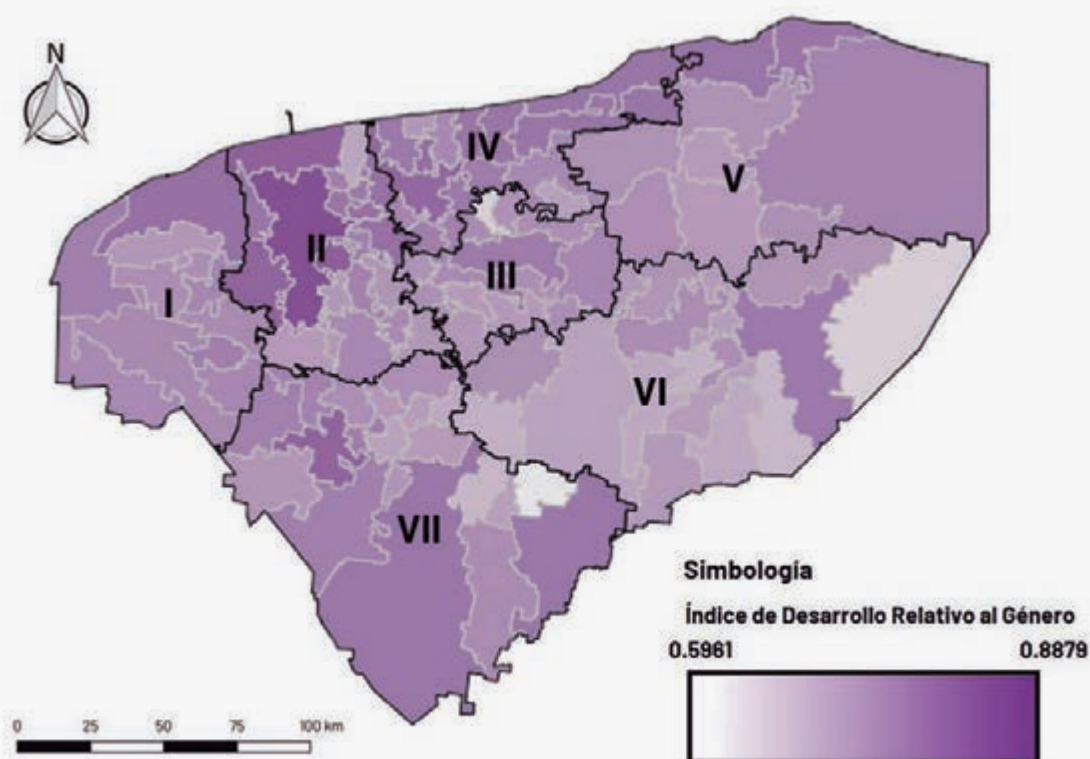 N
IV
V
II
III
I
VI
VII
Simbología
Índice de Desarrollo Relativo al Género
0.5961 0.8879
0 25 50 75 100 km